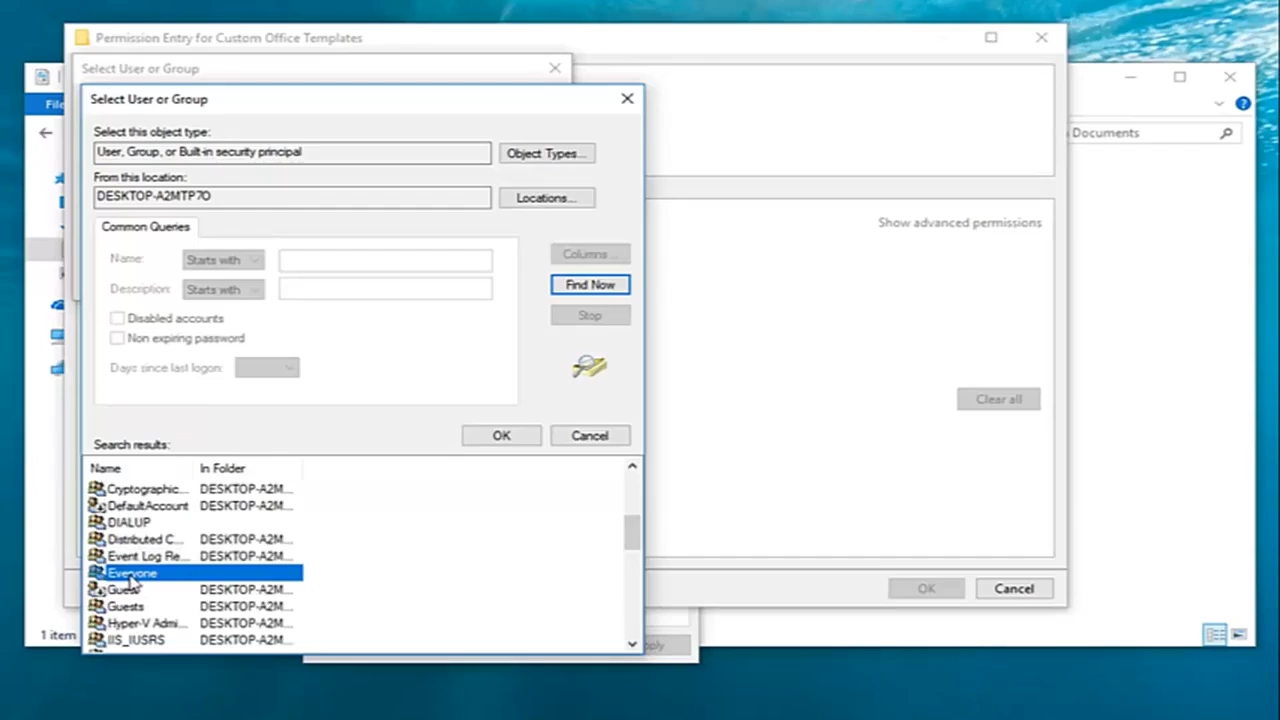 Permission Entry for Custom Office Templates
Select User or Group
Select User or Group
File
Documents
Select this object type:
User, Group, or Built-in security principal
Object Types...
From this location:
DESKTOP-A2MTP7O
Locations...
Common Queries
Name:
Starts with
Columns...
Description:
Starts with
Find Now
Show advanced permissions
Disabled accounts
Stop
Non expiring password
Days since last logon:
Clear all
OK
Cancel
Search results:
Name In Folder
Cryptographic... DESKTOP-A2M...
DefaultAccount DESKTOP-A2M...
DIALUP
Distributed C... DESKTOP-A2M...
Event Log Re... DESKTOP-A2M...
Everyone
Guest DESKTOP-A2M...
Guests DESKTOP-A2M...
Hyper-V Admi... DESKTOP-A2M...
IIS_IUSRS DESKTOP-A2M...
OK
Cancel
1 item